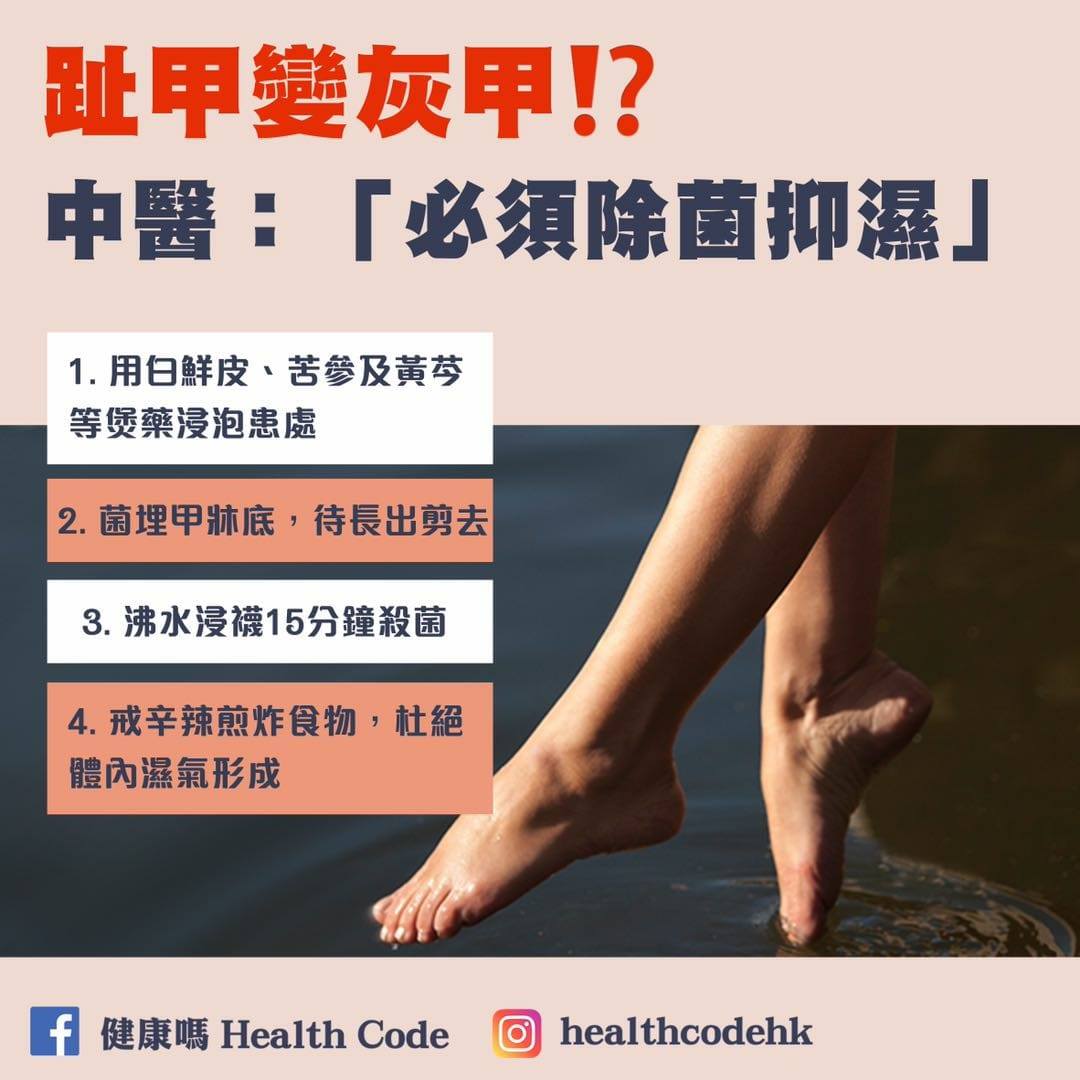 趾甲變灰甲!?
中醫：「必須除菌抑濕」
1. 用白鮮皮、苦參及黃芩
等煲藥浸泡患處
2. 菌埋甲牀底，待長出剪去
3. 沸水浸襪15分鐘殺菌
4. 戒辛辣煎炸食物，杜絕
體內濕氣形成
健康嗎 Health Code
healthcodehk